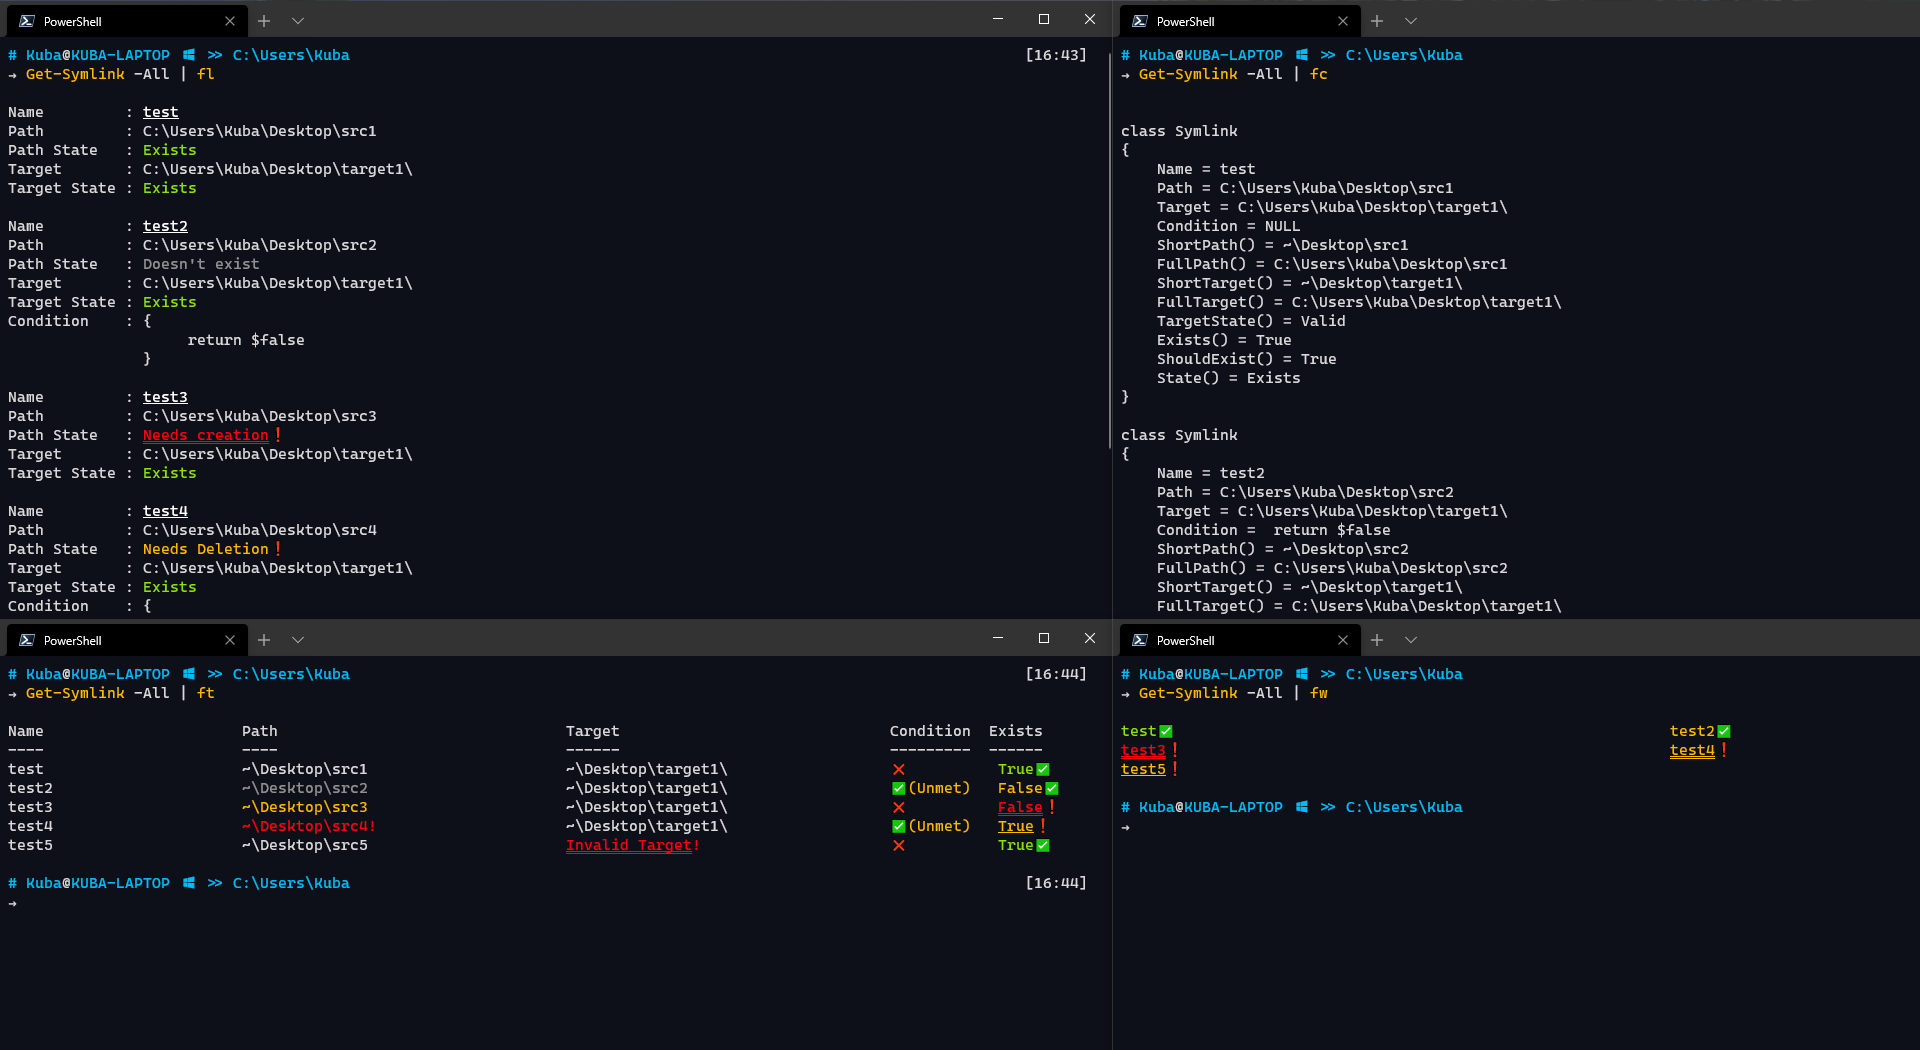 PowerShell
# Kuba@KUBA-LAPTOP >> C:\Users\Kuba [16:43]
→ Get-Symlink -All | fl
Name : test
Path : C:\Users\Kuba\Desktop\src1
Path State : Exists
Target : C:\Users\Kuba\Desktop\target1\
Target State : Exists
Name : test2
Path : C:\Users\Kuba\Desktop\src2
Path State : Doesn't exist
Target : C:\Users\Kuba\Desktop\target1\
Target State : Exists
Condition : {
return $false
}
Name : test3
Path : C:\Users\Kuba\Desktop\src3
Path State : Needs creation❗
Target : C:\Users\Kuba\Desktop\target1\
Target State : Exists
Name : test4
Path : C:\Users\Kuba\Desktop\src4
Path State : Needs Deletion❗
Target : C:\Users\Kuba\Desktop\target1\
Target State : Exists
Condition : {
PowerShell
# Kuba@KUBA-LAPTOP >> C:\Users\Kuba
→ Get-Symlink -All | fc
class Symlink
{
Name = test
Path = C:\Users\Kuba\Desktop\src1
Target = C:\Users\Kuba\Desktop\target1\
Condition = NULL
ShortPath() = ~\Desktop\src1
FullPath() = C:\Users\Kuba\Desktop\src1
ShortTarget() = ~\Desktop\target1\
FullTarget() = C:\Users\Kuba\Desktop\target1\
TargetState() = Valid
Exists() = True
ShouldExist() = True
State() = Exists
}
class Symlink
{
Name = test2
Path = C:\Users\Kuba\Desktop\src2
Target = C:\Users\Kuba\Desktop\target1\
Condition =  return $false
ShortPath() = ~\Desktop\src2
FullPath() = C:\Users\Kuba\Desktop\src2
ShortTarget() = ~\Desktop\target1\
FullTarget() = C:\Users\Kuba\Desktop\target1\
PowerShell
# Kuba@KUBA-LAPTOP >> C:\Users\Kuba [16:44]
→ Get-Symlink -All | ft
Name Path Target Condition Exists
---- ---- ------ --------- ------
test ~\Desktop\src1 ~\Desktop\target1\ ❌ True✅
test2 ~\Desktop\src2 ~\Desktop\target1\ ✅(Unmet) False✅
test3 ~\Desktop\src3 ~\Desktop\target1\ ❌ False❗
test4 ~\Desktop\src4! ~\Desktop\target1\ ✅(Unmet) True❗
test5 ~\Desktop\src5 Invalid Target! ❌ True✅
# Kuba@KUBA-LAPTOP >> C:\Users\Kuba [16:44]
→
PowerShell
# Kuba@KUBA-LAPTOP >> C:\Users\Kuba
→ Get-Symlink -All | fw
test✅ test2✅
test3❗ test4❗
test5❗
# Kuba@KUBA-LAPTOP >> C:\Users\Kuba
→